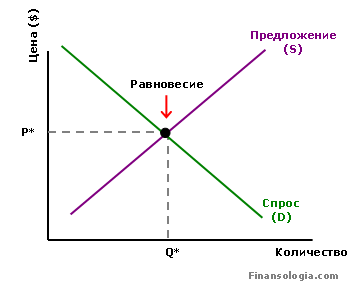 Цена ($)
Предложение
(S)
Равновесие
P*
Спрос
(D)
Q*
Количество
Finansologia.com